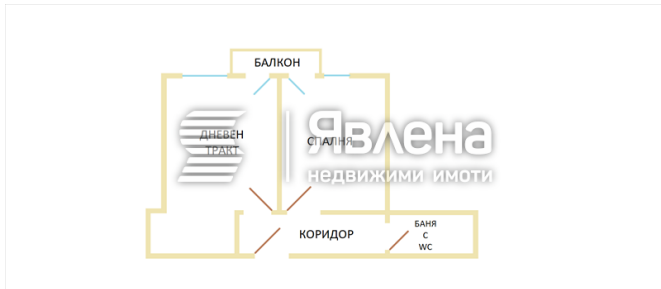 БАЛКОН
ДНЕВЕН
ТРАКТ
СПАЛНЯ
Явлена
недвижими имоти
КОРИДОР
БАНЯ
С
WC